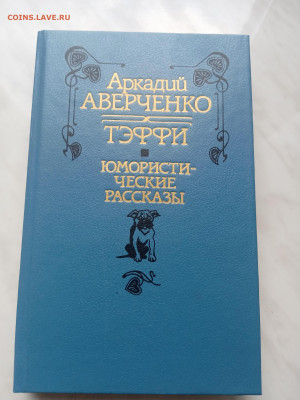 COINS.LAVE.RU
Аркадий
АВЕРЧЕНКО
ТЭФФИ
ЮМОРИСТИ-
ЧЕСКИЕ
РАССКАЗЫ